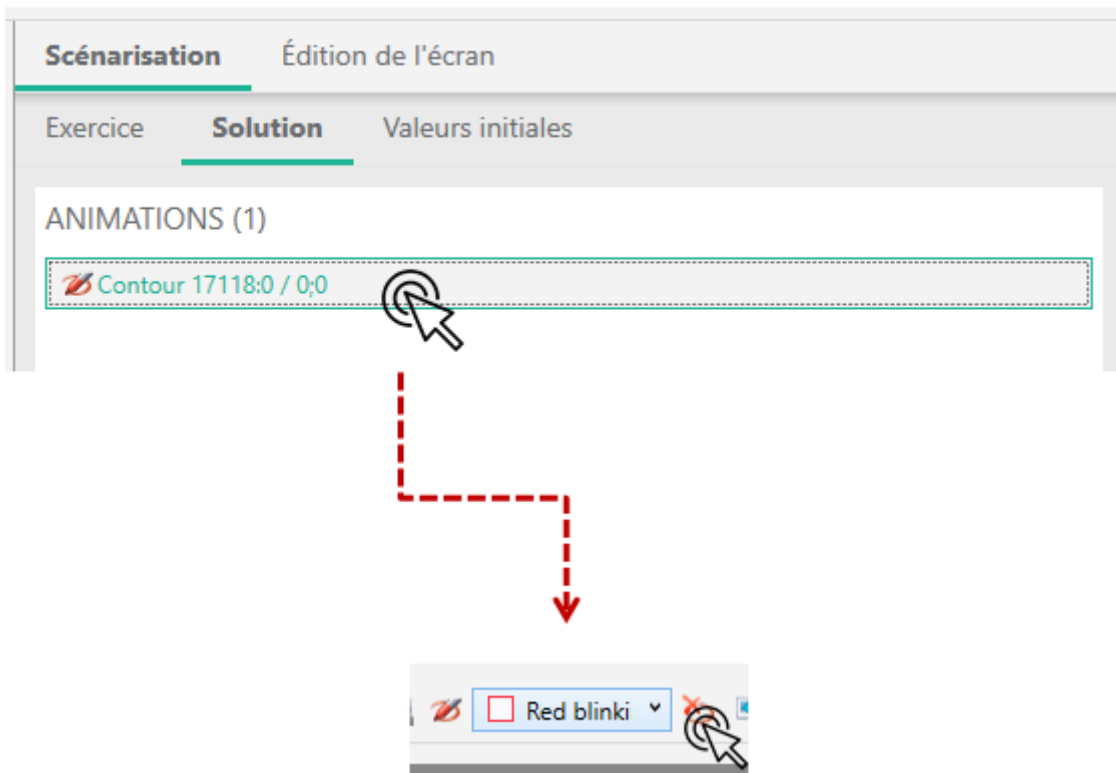 Scénarisation Édition de l'écran
Exercice Solution Valeurs initiales
ANIMATIONS (1)
Contour 17118:0 / 0;0
Red blinki